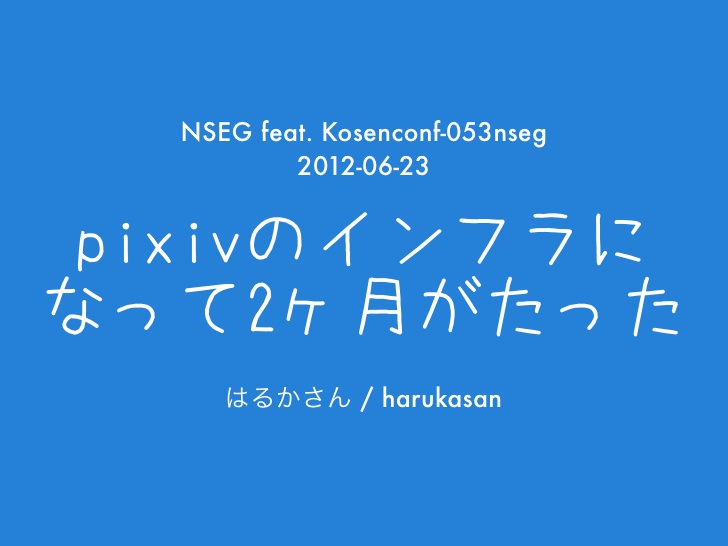 NSEG feat. Kosenconf-053nseg
2012-06-23
pixivのインフラに
なって2ヶ月がたった
はるかさん / harukasan